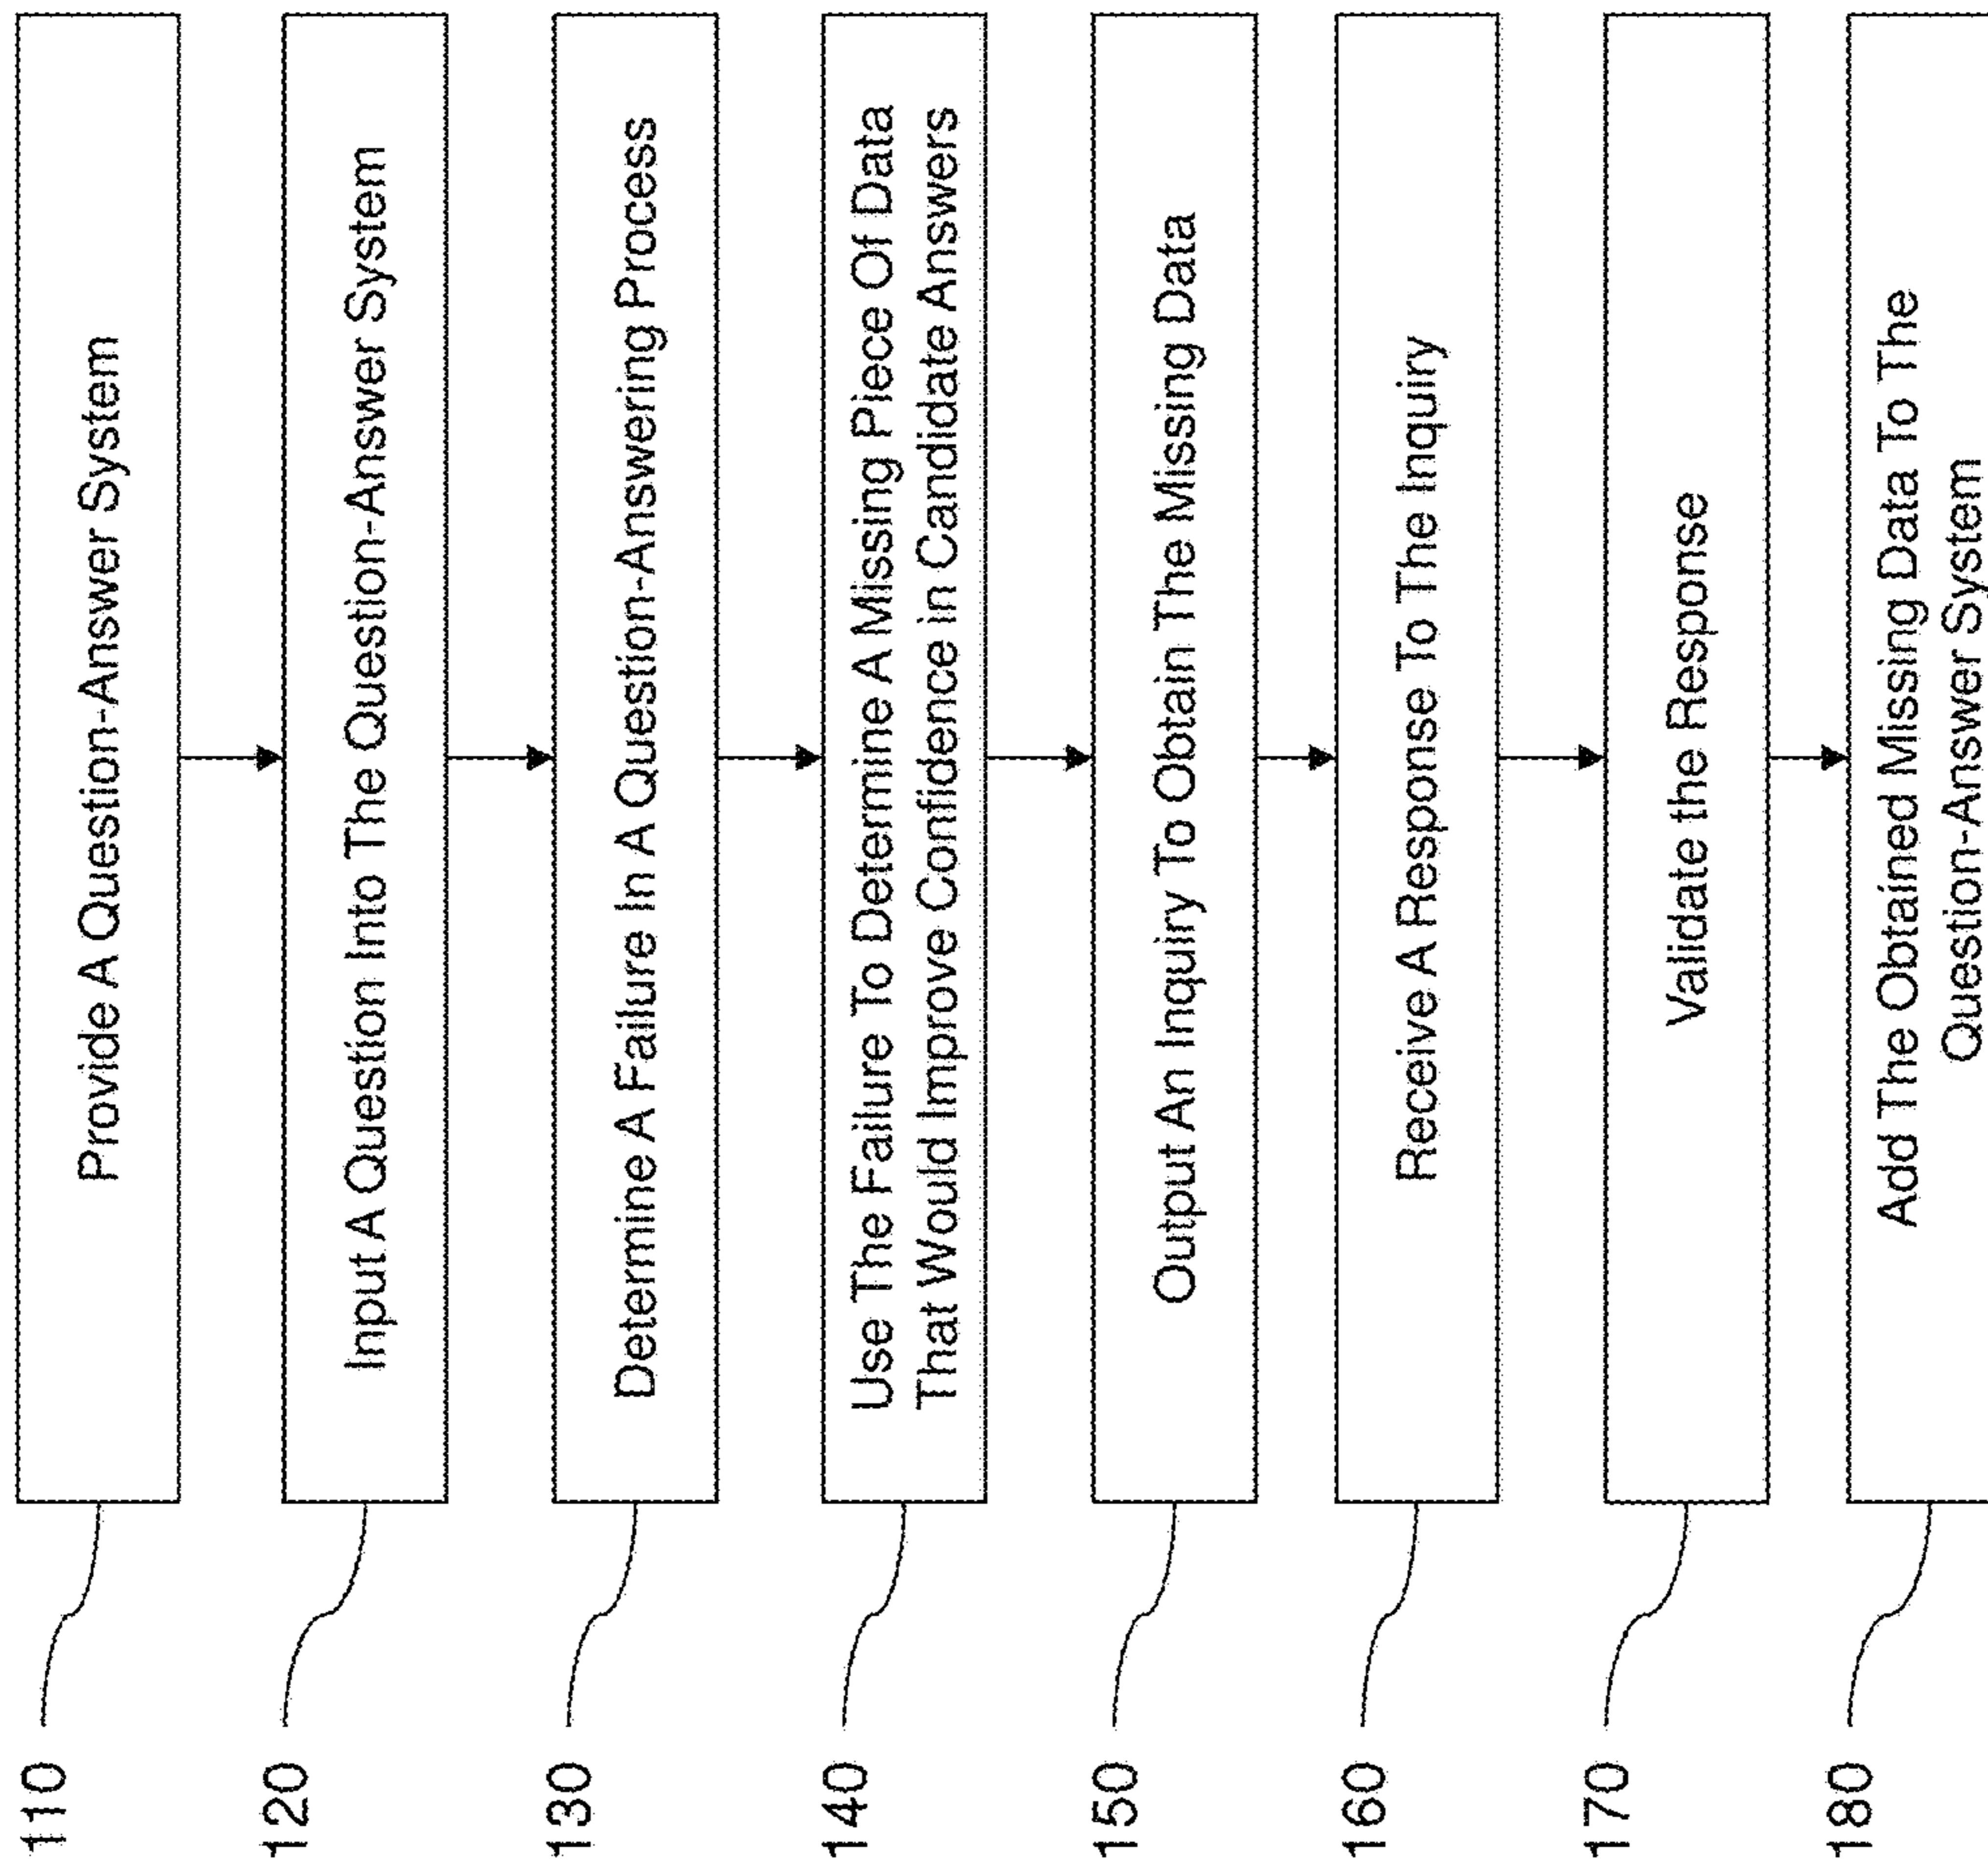 110
Provide A Question-Answer System
120
Input A Question Into The Question-Answer System
130
Determine A Failure In A Question-Answering Process
140
Use The Failure To Determine A Missing Piece Of Data
That Would Improve Confidence in Candidate Answers
150
Output An Inquiry To Obtain The Missing Data
160
Receive A Response To The Inquiry
170
Validate the Response
180
Add The Obtained Missing Data To The
Question-Answer System